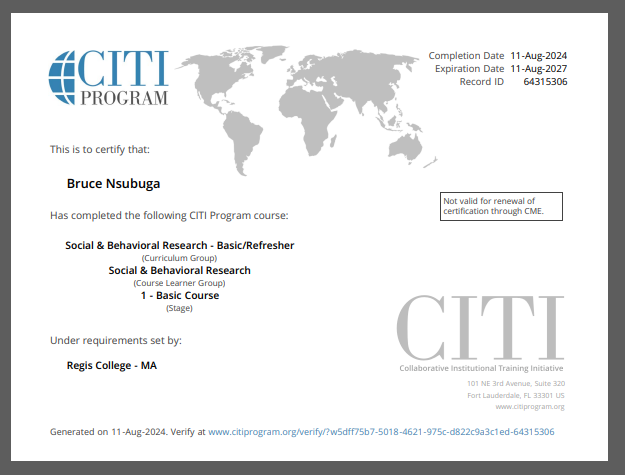 CITI
PROGRAM
Completion Date 11-Aug-2024
Expiration Date 11-Aug-2027
Record ID 64315306
This is to certify that:
Bruce Nsubuga
Has completed the following CITI Program course:
Not valid for renewal of
certification through CME.
Social & Behavioral Research - Basic/Refresher
(Curriculum Group)
Social & Behavioral Research
(Course Learner Group)
1 - Basic Course
(Stage)
Under requirements set by:
Regis College - MA
CITI
Collaborative Institutional Training Initiative
101 NE 3rd Avenue, Suite 320
Fort Lauderdale, FL 33301 US
www.citiprogram.org
Generated on 11-Aug-2024. Verify at www.citiprogram.org/verify/?w5dff75b7-5018-4621-975c-d822c9a3c1ed-64315306